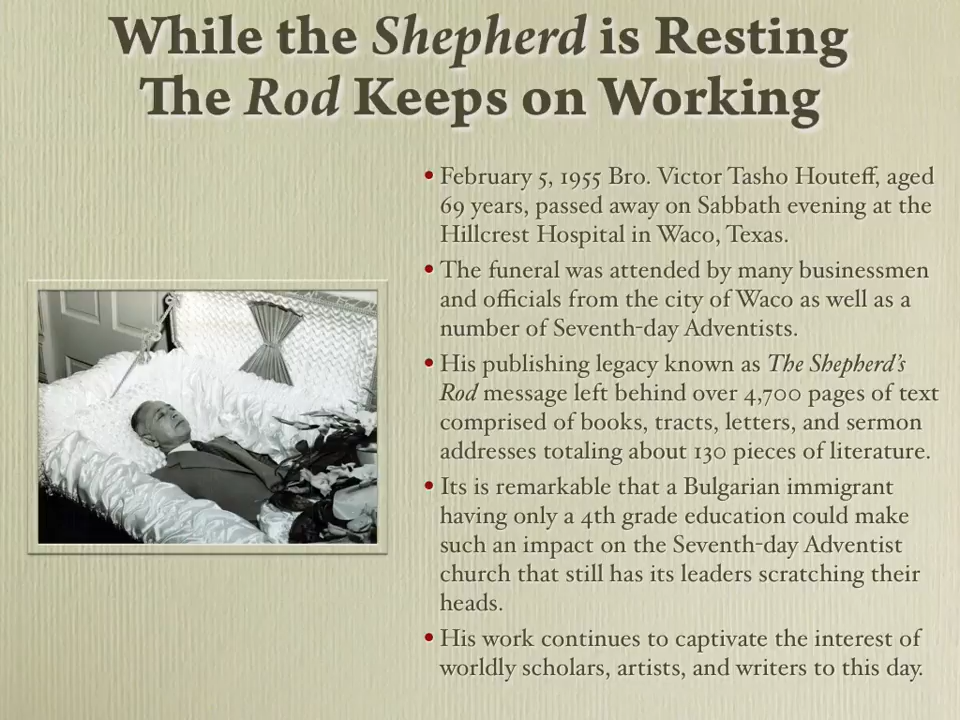 While the Shepherd is Resting
The Rod Keeps on Working
• February 5, 1955 Bro. Victor Tasho Houteff, aged
69 years, passed away on Sabbath evening at the
Hillcrest Hospital in Waco, Texas.
• The funeral was attended by many businessmen
and officials from the city of Waco as well as a
number of Seventh-day Adventists.
• His publishing legacy known as The Shepherd's
Rod message left behind over 4,700 pages of text
comprised of books, tracts, letters, and sermon
addresses totaling about 130 pieces of literature.
• Its is remarkable that a Bulgarian immigrant
having only a 4th grade education could make
such an impact on the Seventh-day Adventist
church that still has its leaders scratching their
heads.
• His work continues to captivate the interest of
worldly scholars, artists, and writers to this day.